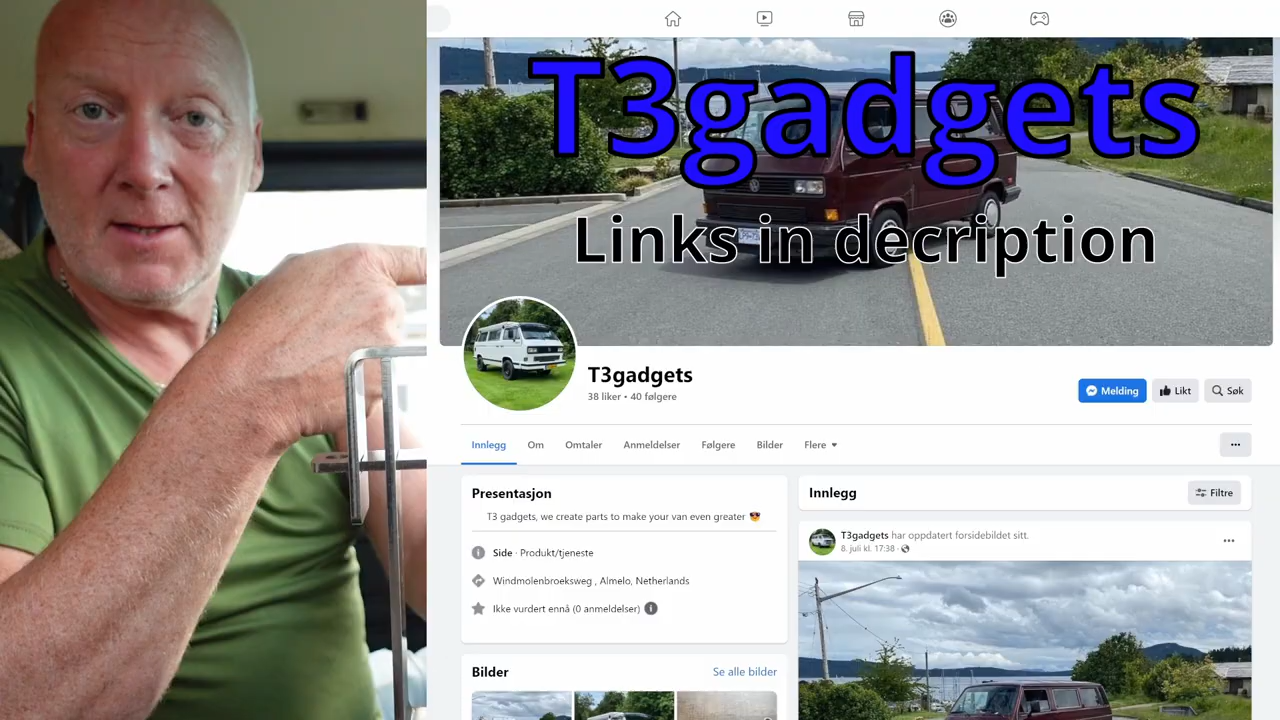 T3gadgets
Links in decription
T3gadgets
38 liker • 40 følgere
Melding
Likt
Søk
Innlegg
Om
Omtaler
Anmeldelser
Følgere
Bilder
Flere
Presentasjon
T3 gadgets, we create parts to make your van even greater 😎
Side · Produkt/tjeneste
Windmolenbroeksweg , Almelo, Netherlands
Ikke vurdert ennå (0 anmeldelser)
Bilder
Se alle bilder
Innlegg
Filtre
T3gadgets har oppdatert forsidebildet sitt.
8. juli kl. 17:38 ·